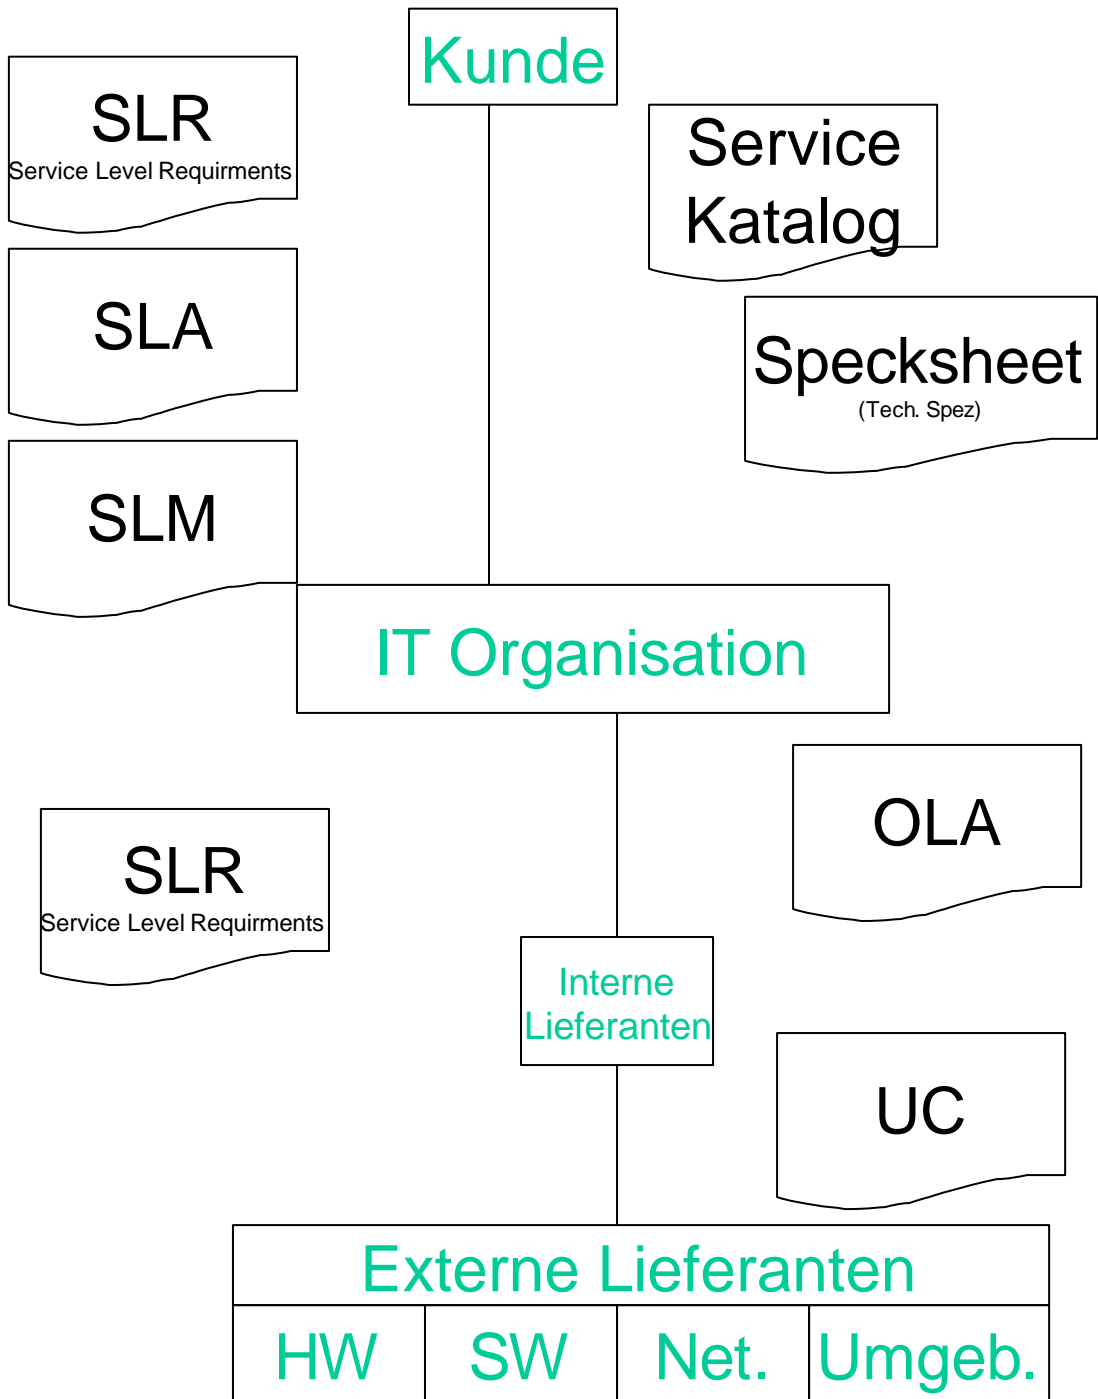 Kunde
SLR
Service Level Requirments
Service
Katalog
SLA
Specksheet
(Tech. Spez)
SLM
IT Organisation
OLA
SLR
Service Level Requirments
Interne
Lieferanten
UC
Externe Lieferanten
HW SW Net. Umgeb.